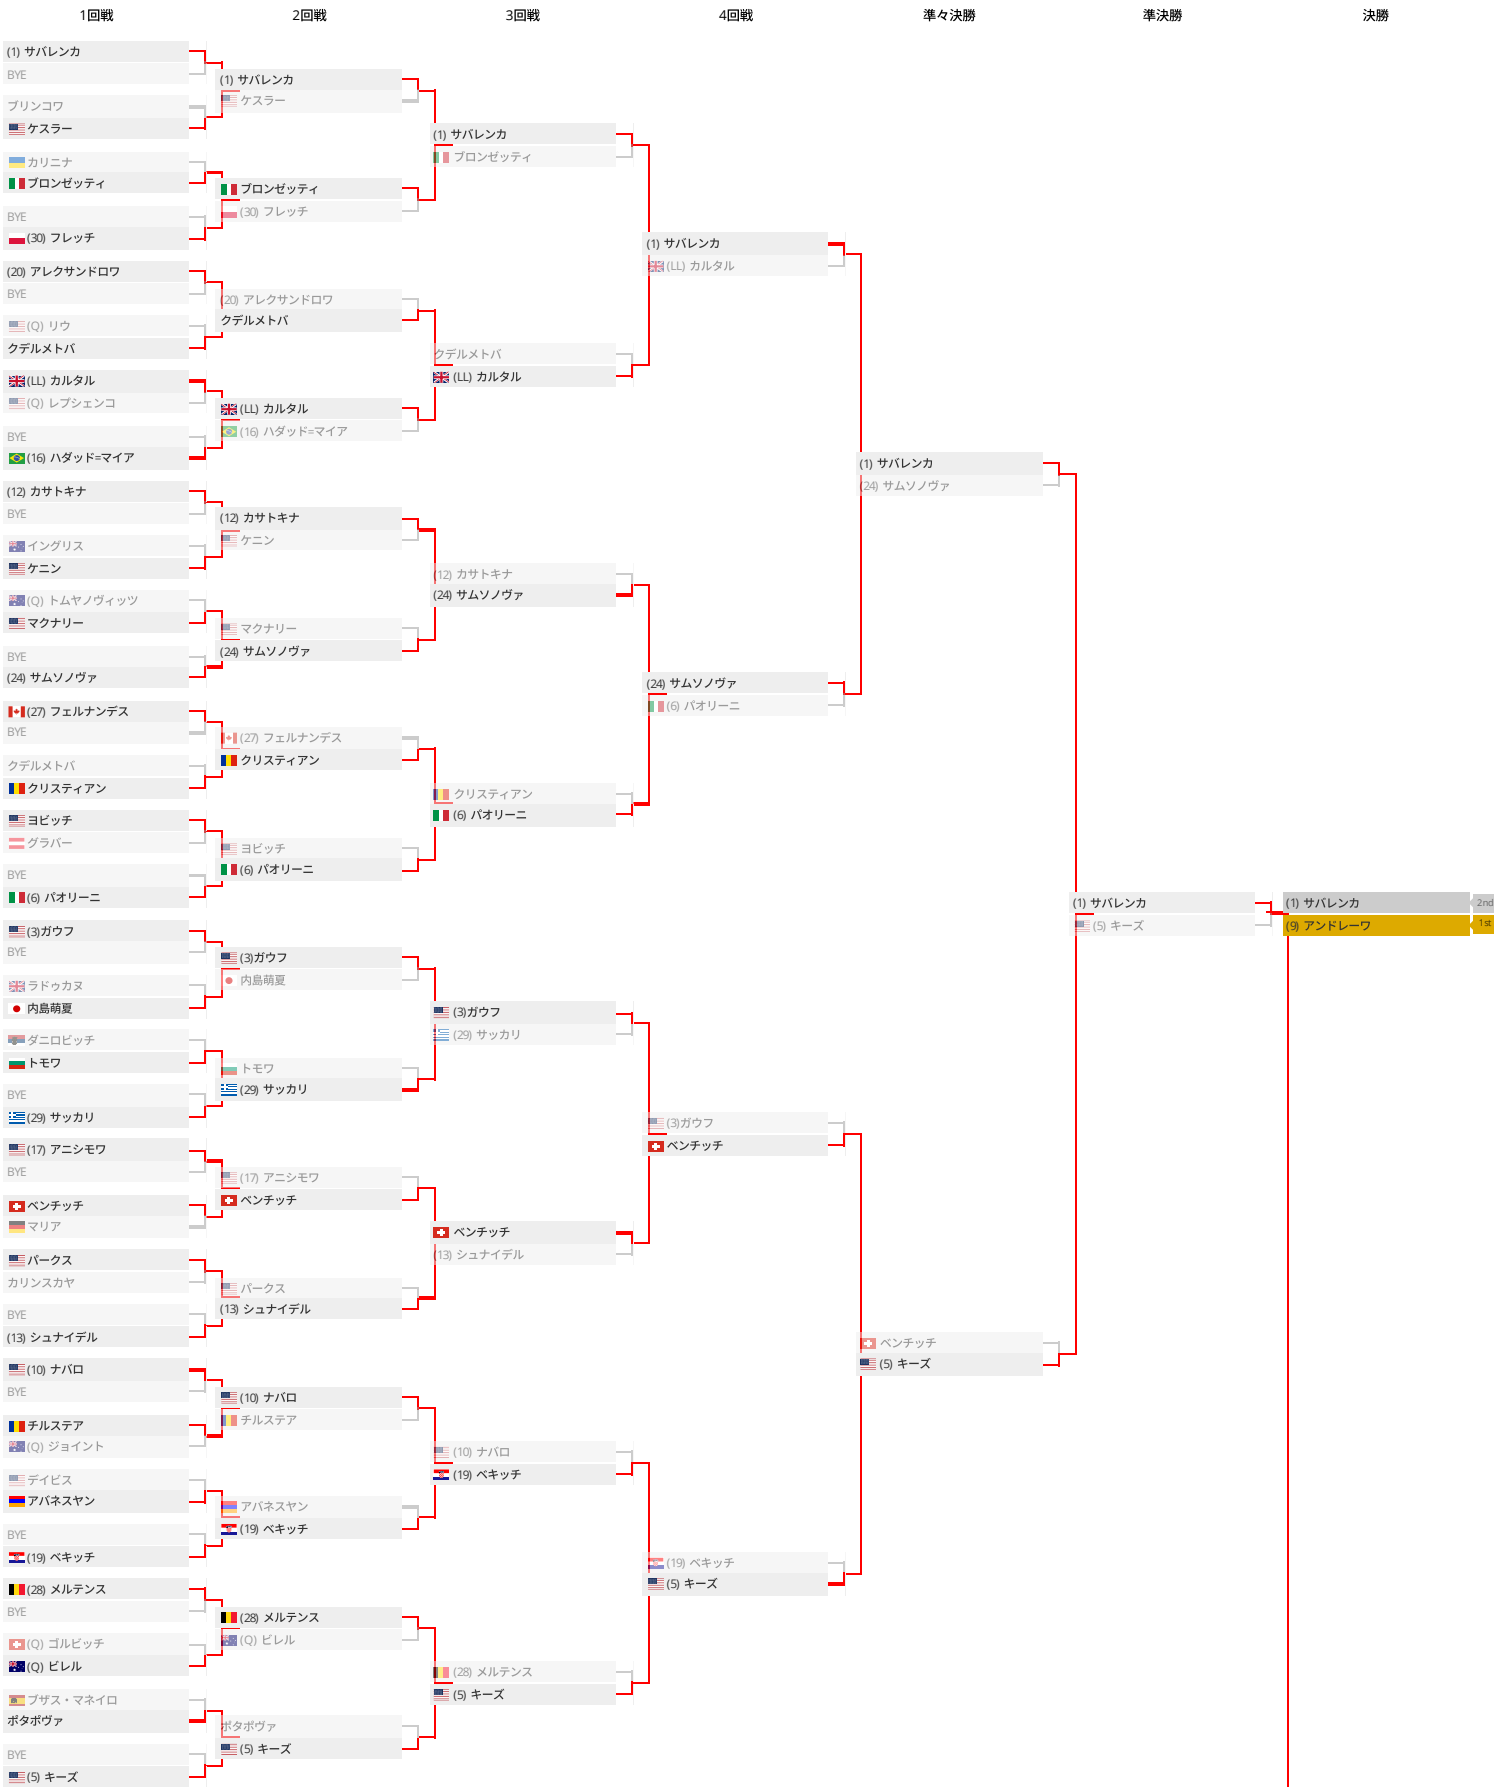 1回戦
2回戦
3回戦
4回戦
準々決勝
準決勝
決勝
(1) サバレンカ
BYE
ブリンコワ
ケスラー
カリニナ
ブロンゼッティ
BYE
(30) フレッチ
(20) アレクサンドロワ
BYE
(Q) リウ
クデルメトバ
(LL) カルタル
(Q) レプシェンコ
BYE
(16) ハダッド=マイア
(12) カサトキナ
BYE
イングリス
ケニン
(Q) トムヤノヴィッツ
マクナリー
BYE
(24) サムソノヴァ
(27) フェルナンデス
BYE
クデルメトバ
クリスティアン
ヨビッチ
グラバー
BYE
(6) パオリーニ
(3)ガウフ
BYE
ラドゥカヌ
内島萌夏
ダニロビッチ
トモワ
BYE
(29) サッカリ
(17) アニシモワ
BYE
ベンチッチ
マリア
パークス
カリンスカヤ
BYE
(13) シュナイデル
(10) ナバロ
BYE
チルステア
(Q) ジョイント
デイビス
アバネスヤン
BYE
(19) ベキッチ
(28) メルテンス
BYE
(Q) ゴルビッチ
(Q) ビレル
ブザス・マネイロ
ポタポヴァ
BYE
(5) キーズ
(1) サバレンカ
ケスラー
ブロンゼッティ
(30) フレッチ
(20) アレクサンドロワ
クデルメトバ
(LL) カルタル
(16) ハダッド=マイア
(12) カサトキナ
ケニン
マクナリー
(24) サムソノヴァ
(27) フェルナンデス
クリスティアン
ヨビッチ
(6) パオリーニ
(3)ガウフ
内島萌夏
トモワ
(29) サッカリ
(17) アニシモワ
ベンチッチ
パークス
(13) シュナイデル
(10) ナバロ
チルステア
アバネスヤン
(19) ベキッチ
(28) メルテンス
(Q) ビレル
ポタポヴァ
(5) キーズ
(1) サバレンカ
ブロンゼッティ
クデルメトバ
(LL) カルタル
(12) カサトキナ
(24) サムソノヴァ
クリスティアン
(6) パオリーニ
(3)ガウフ
(29) サッカリ
ベンチッチ
(13) シュナイデル
(10) ナバロ
(19) ベキッチ
(28) メルテンス
(5) キーズ
(1) サバレンカ
(LL) カルタル
(24) サムソノヴァ
(6) パオリーニ
(3)ガウフ
ベンチッチ
(19) ベキッチ
(5) キーズ
(1) サバレンカ
(24) サムソノヴァ
ベンチッチ
(5) キーズ
(1) サバレンカ
(5) キーズ
(1) サバレンカ
2nd
(9) アンドレーワ
1st